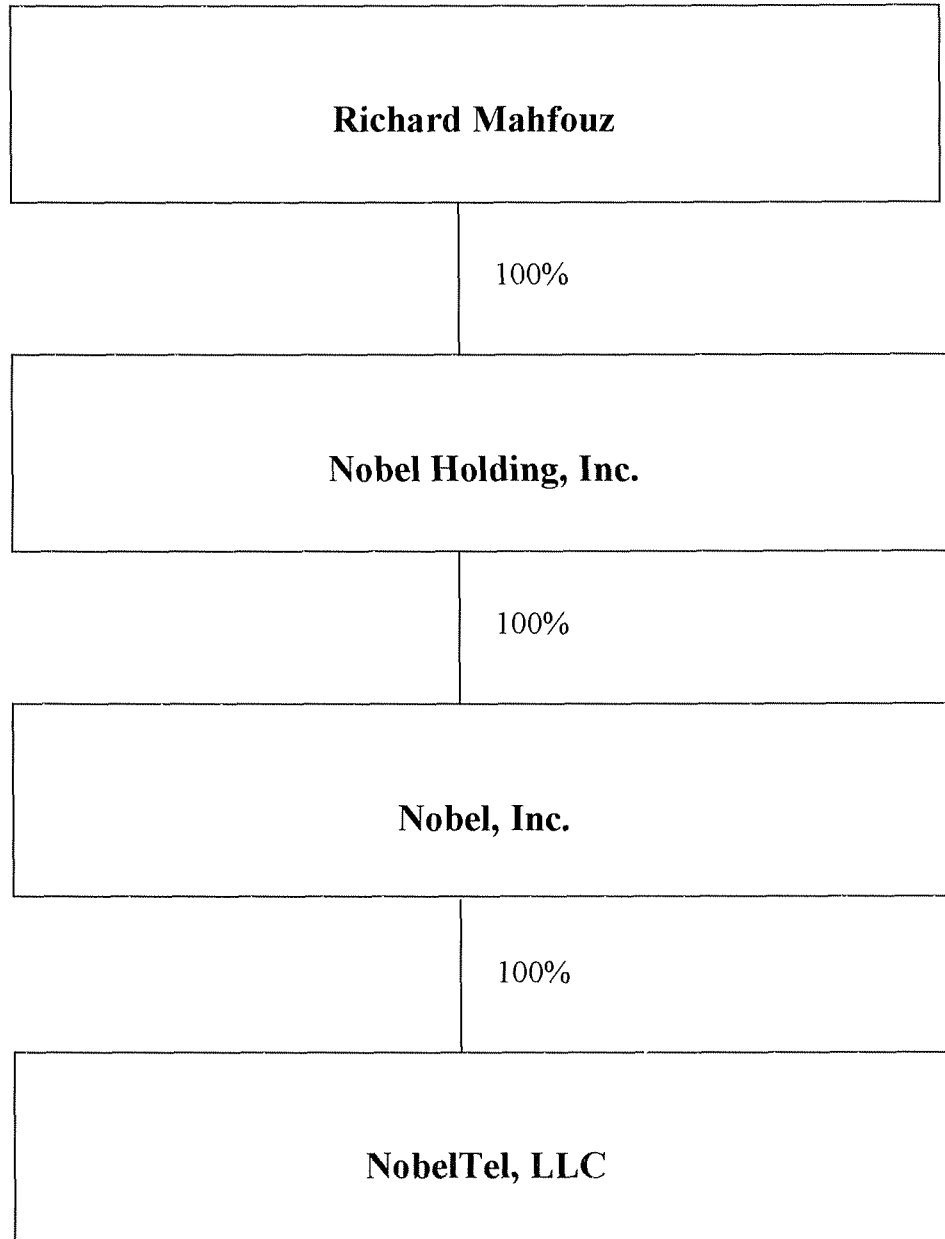 Richard Mahfouz
100%
Nobel Holding, Inc.
100%
Nobel, Inc.
100%
NobelTel, LLC